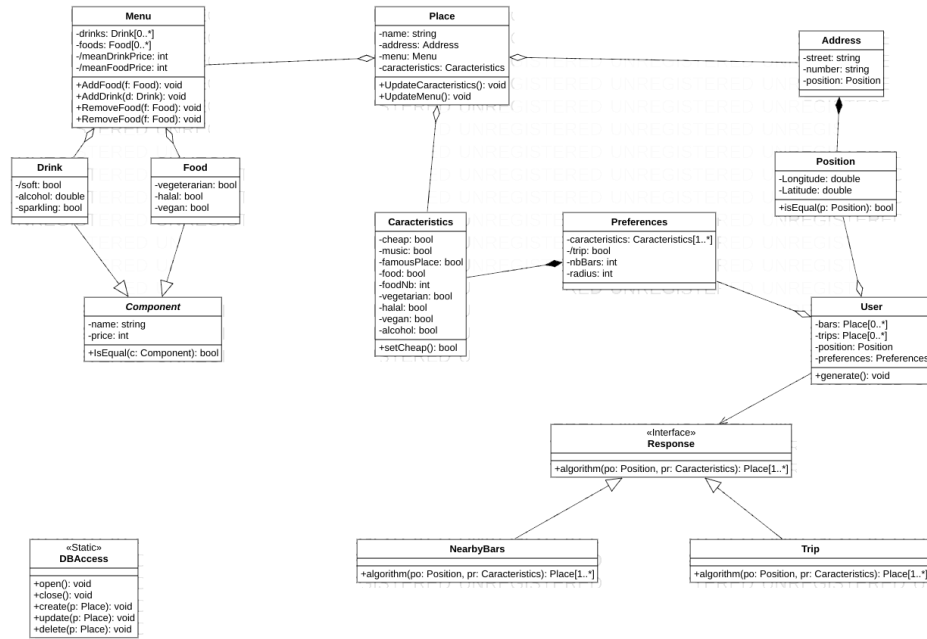 Menu
-drinks: Drink[0..*]
-foods: Food[0..*]
-/meanDrinkPrice: int
-/meanFoodPrice: int
+AddFood(f: Food): void
+AddDrink(d: Drink): void
+RemoveFood(f: Food): void
+RemoveFood(f: Food): void
Place
-name: string
-address: Address
-menu: Menu
-caracteristics: Caracteristics
+UpdateCaracteristics(): void
+UpdateMenu(): void
Address
-street: string
-number: string
-position: Position
Drink
-/soft: bool
-alcohol: double
-sparkling: bool
Food
-vegeterarian: bool
-halal: bool
-vegan: bool
Position
-Longitude: double
-Latitude: double
+isEqual(p: Position): bool
Caracteristics
-cheap: bool
-music: bool
-famousPlace: bool
-food: bool
-foodNb: int
-vegetarian: bool
-halal: bool
-vegan: bool
-alcohol: bool
+setCheap(): bool
Preferences
-caracteristics: Caracteristics[1..*]
-/trip: bool
-nbBars: int
-radius: int
Component
-name: string
-price: int
+IsEqual(c: Component): bool
User
-bars: Place[0..*]
-trips: Place[0..*]
-position: Position
-preferences: Preferences
+generate(): void
«Interface»
Response
+algorithm(po: Position, pr: Caracteristics): Place[1..*]
NearbyBars
+algorithm(po: Position, pr: Caracteristics): Place[1..*]
Trip
+algorithm(po: Position, pr: Caracteristics): Place[1..*]
«Static»
DBAccess
+open(): void
+close(): void
+create(p: Place): void
+update(p: Place): void
+delete(p: Place): void